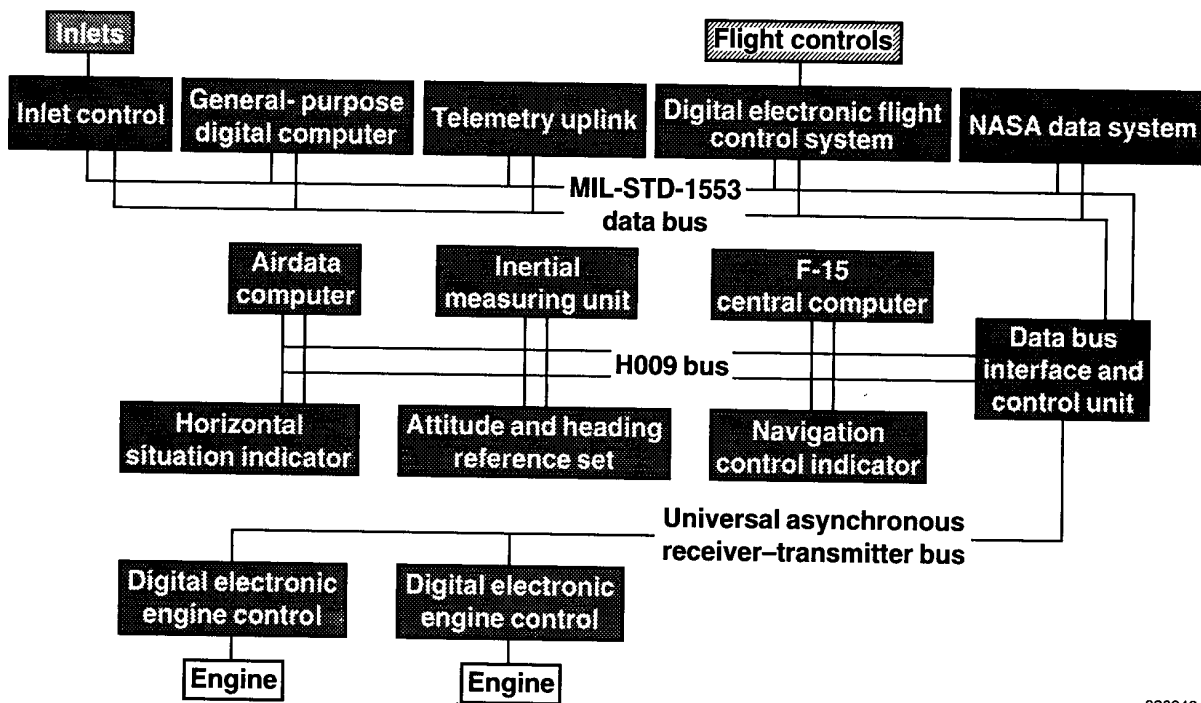 Inlets
Flight controls
Inlet control
General- purpose
digital computer
Telemetry uplink
Digital electronic flight
control system
NASA data system
MIL-STD-1553
data bus
Airdata
computer
Inertial
measuring unit
F-15
central computer
Data bus
interface and
control unit
H009 bus
Horizontal
situation indicator
Attitude and heading
reference set
Navigation
control indicator
Universal asynchronous
receiver–transmitter bus
Digital electronic
engine control
Digital electronic
engine control
Engine
Engine